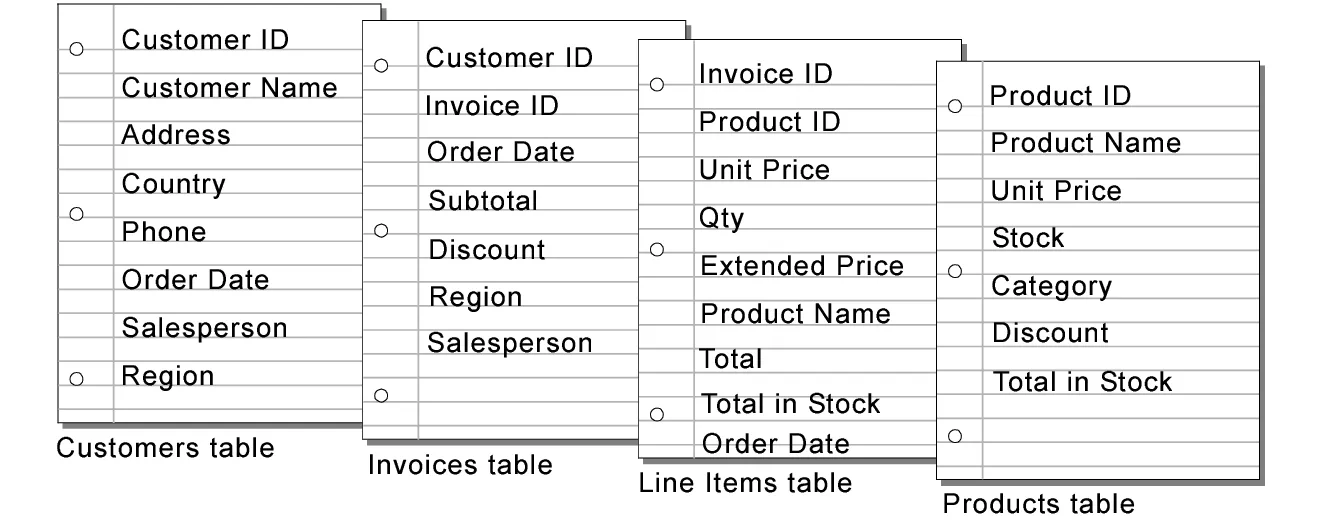 Customer ID
Customer Name
Address
Country
Phone
Order Date
Salesperson
Region
Customers table
Customer ID
Invoice ID
Order Date
Subtotal
Discount
Region
Salesperson
Invoices table
Invoice ID
Product ID
Unit Price
Qty
Extended Price
Product Name
Total
Total in Stock
Order Date
Line Items table
Product ID
Product Name
Unit Price
Stock
Category
Discount
Total in Stock
Products table